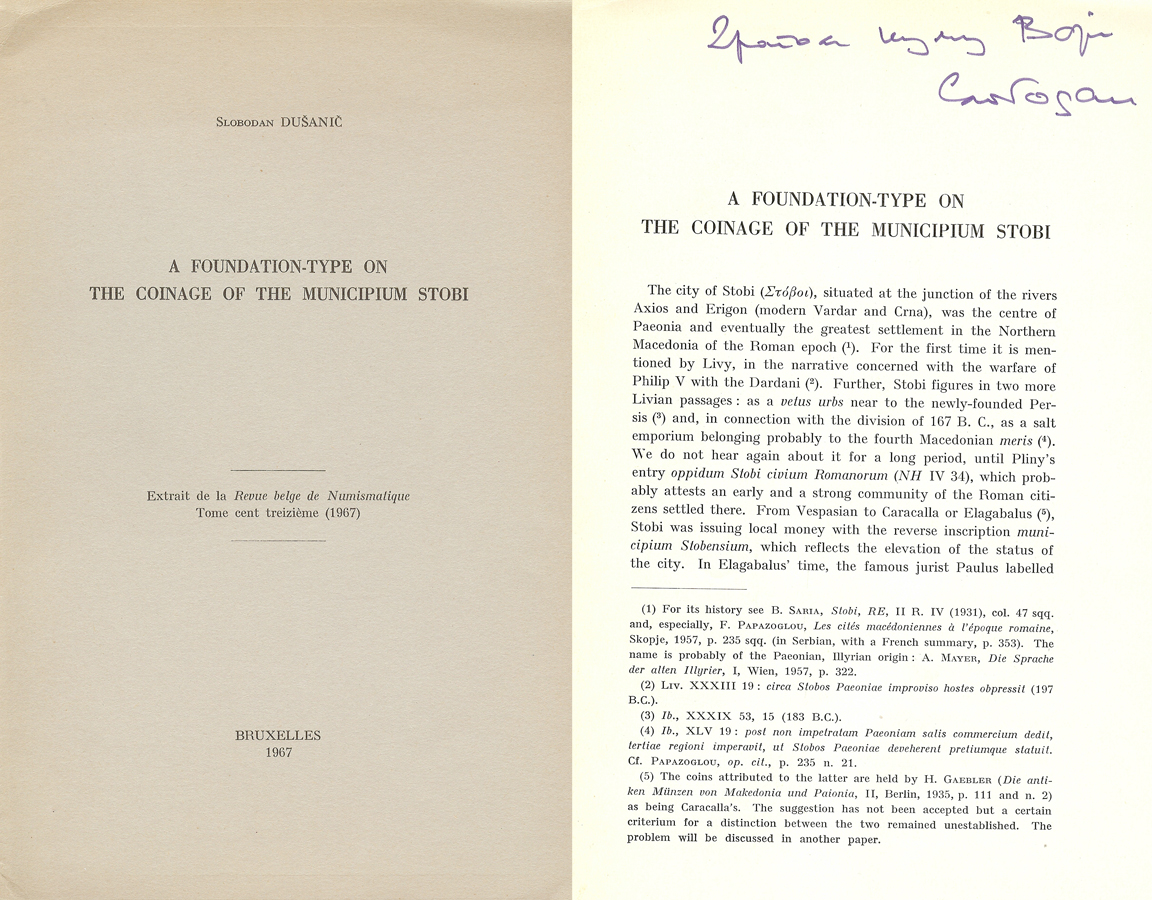 Slobodan DUŠANIČ
A FOUNDATION-TYPE ON
THE COINAGE OF THE MUNICIPIUM STOBI
Extrait de la Revue belge de Numismatique
Tome cent treizième (1967)
BRUXELLES
1967
куму Воји
Слободан
A FOUNDATION-TYPE ON
THE COINAGE OF THE MUNICIPIUM STOBI
The city of Stobi (Στόβοι), situated at the junction of the rivers
Axios and Erigon (modern Vardar and Crna), was the centre of
Paeonia and eventually the greatest settlement in the Northern
Macedonia of the Roman epoch (¹). For the first time it is men-
tioned by Livy, in the narrative concerned with the warfare of
Philip V with the Dardani (²). Further, Stobi figures in two more
Livian passages : as a vetus urbs near to the newly-founded Per-
sis (³) and, in connection with the division of 167 B. C., as a salt
emporium belonging probably to the fourth Macedonian meris (⁴).
We do not hear again about it for a long period, until Pliny's
entry oppidum Stobi civium Romanorum (NH IV 34), which prob-
ably attests an early and a strong community of the Roman citi-
zens settled there. From Vespasian to Caracalla or Elagabalus (⁵),
Stobi was issuing local money with the reverse inscription muni-
cipium Stobensium, which reflects the elevation of the status of
the city. In Elagabalus' time, the famous jurist Paulus labelled
(1) For its history see B. Saria, Stobi, RE, II R. IV (1931), col. 47 sqq.
and, especially, F. Papazoglou, Les cités macédoniennes à l'époque romaine,
Skopje, 1957, p. 235 sqq. (in Serbian, with a French summary, p. 353). The
name is probably of the Paeonian, Illyrian origin : A. Mayer, Die Sprache
der alten Illyrier, I, Wien, 1957, p. 322.
(2) Liv. XXXIII 19 : circa Stobos Paeoniae improviso hostes obpressit (197
B.C.).
(3) Ib., XXXIX 53, 15 (183 B.C.).
(4) Ib., XLV 19 : post non impetratam Paeoniam salis commercium dedit,
tertiae regioni imperavit, ut Stobos Paeoniae deveherent pretiumque statuit.
Cf. Papazoglou, op. cit., p. 235 n. 21.
(5) The coins attributed to the latter are held by H. Gaebler (Die anti-
ken Münzen von Makedonia und Paionia, II, Berlin, 1935, p. 111 and n. 2)
as being Caracalla's. The suggestion has not been accepted but a certain
criterium for a distinction between the two remained unestablished. The
problem will be discussed in another paper.